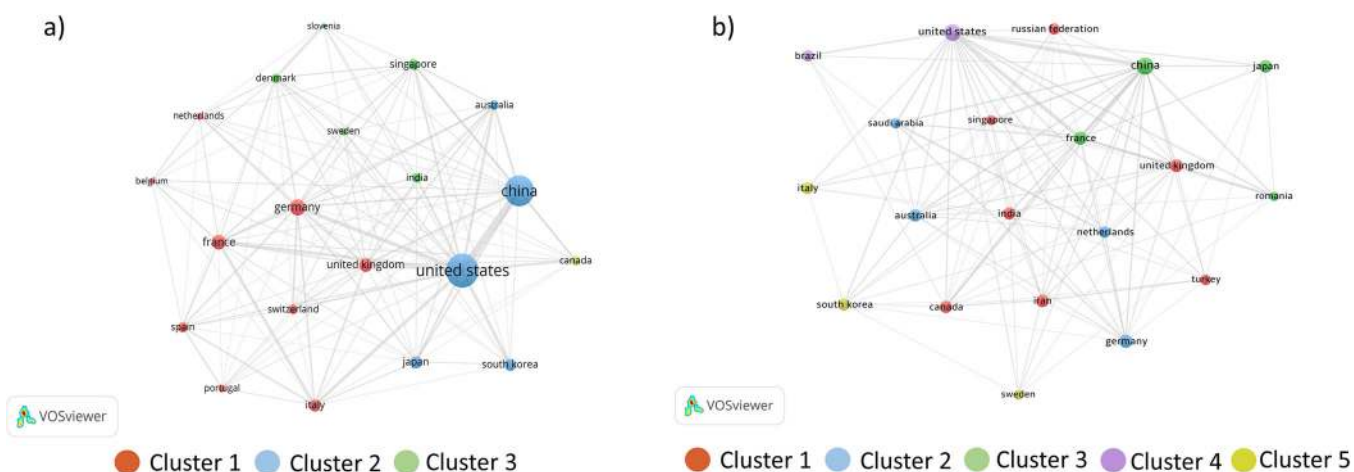 a)
slovenia
denmark
singapore
netherlands
australia
sweden
belgium
india
china
germany
france
united kingdom
united states
canada
switzerland
spain
japan
south korea
portugal
italy
VOSviewer
Cluster 1 Cluster 2 Cluster 3
b)
united states
russian federation
brazil
china
japan
saudi arabia
singapore
france
united kingdom
italy
romania
australia
india
netherlands
turkey
south korea
canada
iran
germany
sweden
VOSviewer
Cluster 1 Cluster 2 Cluster 3 Cluster 4 Cluster 5